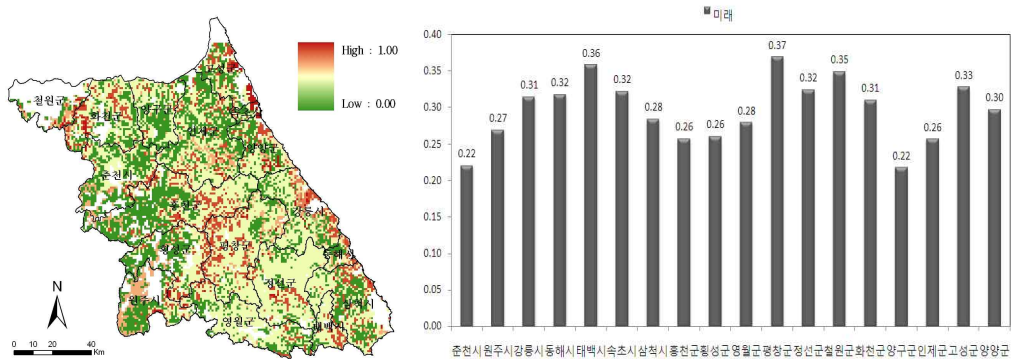 High : 1.00
Low : 0.00
철원군
화천군
양구군
고성군
인제군
양양군
춘천시
홍천군
강릉시
횡성군
평창군
동해시
정선군
원주시
삼척시
영월군
태백시
N
0 5 10 20 30 40
Km
미래
0.40
0.35
0.30
0.25
0.20
0.15
0.10
0.05
0.00
0.22 0.27 0.31 0.32 0.36 0.32 0.28 0.26 0.26 0.28 0.37 0.32 0.35 0.31 0.22 0.26 0.33 0.30
춘천시 원주시 강릉시 동해시 태백시 속초시 삼척시 홍천군 횡성군 영월군 평창군 정선군 철원군 화천군 양구군 인제군 고성군 양양군